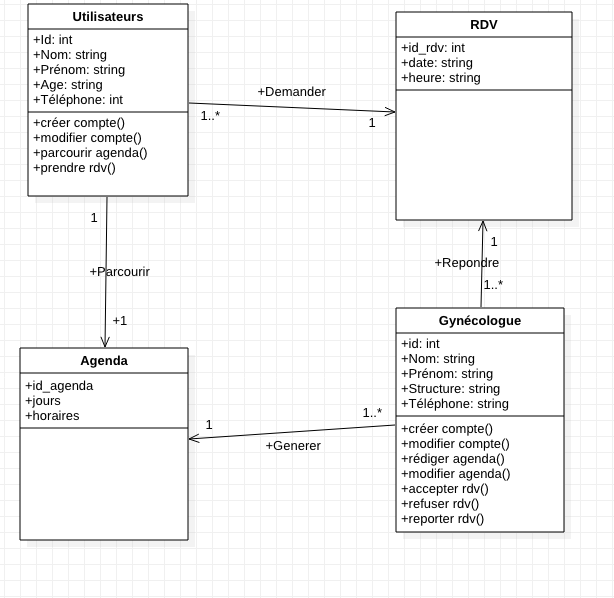 Utilisateurs
+Id: int
+Nom: string
+Prénom: string
+Age: string
+Téléphone: int
+créer compte()
+modifier compte()
+parcourir agenda()
+prendre rdv()
+Demander
1..*
1
RDV
+id_rdv: int
+date: string
+heure: string
1
+Parcourir
+1
1
+Repondre
1..*
Agenda
+id_agenda
+jours
+horaires
1
1..*
+Generer
Gynécologue
+id: int
+Nom: string
+Prénom: string
+Structure: string
+Téléphone: string
+créer compte()
+modifier compte()
+rédiger agenda()
+modifier agenda()
+accepter rdv()
+refuser rdv()
+reporter rdv()